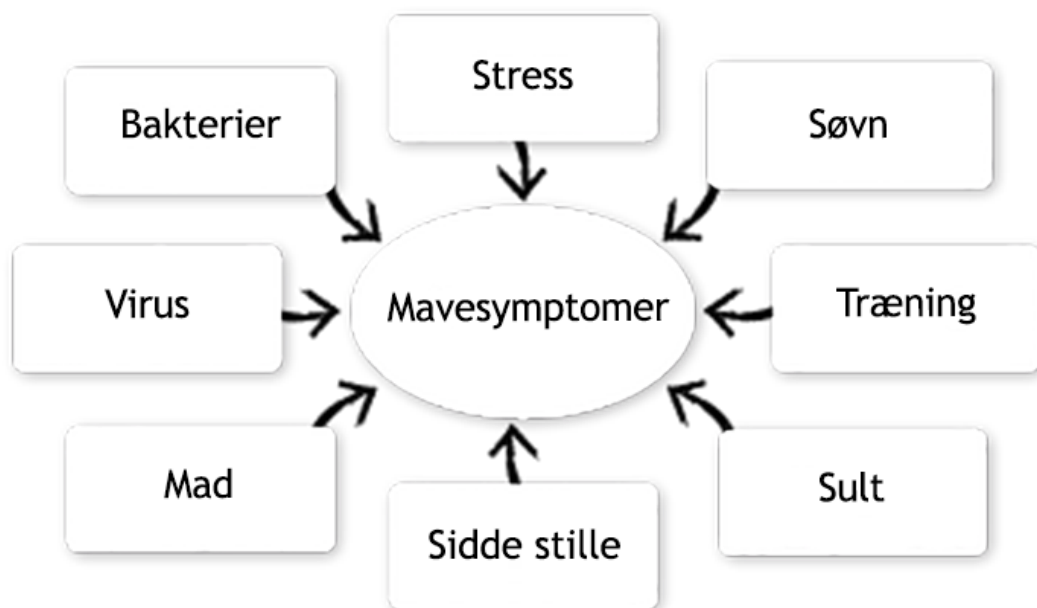 Stress
Bakterier
Søvn
Virus
Mavesymptomer
Træning
Mad
Sidde stille
Sult